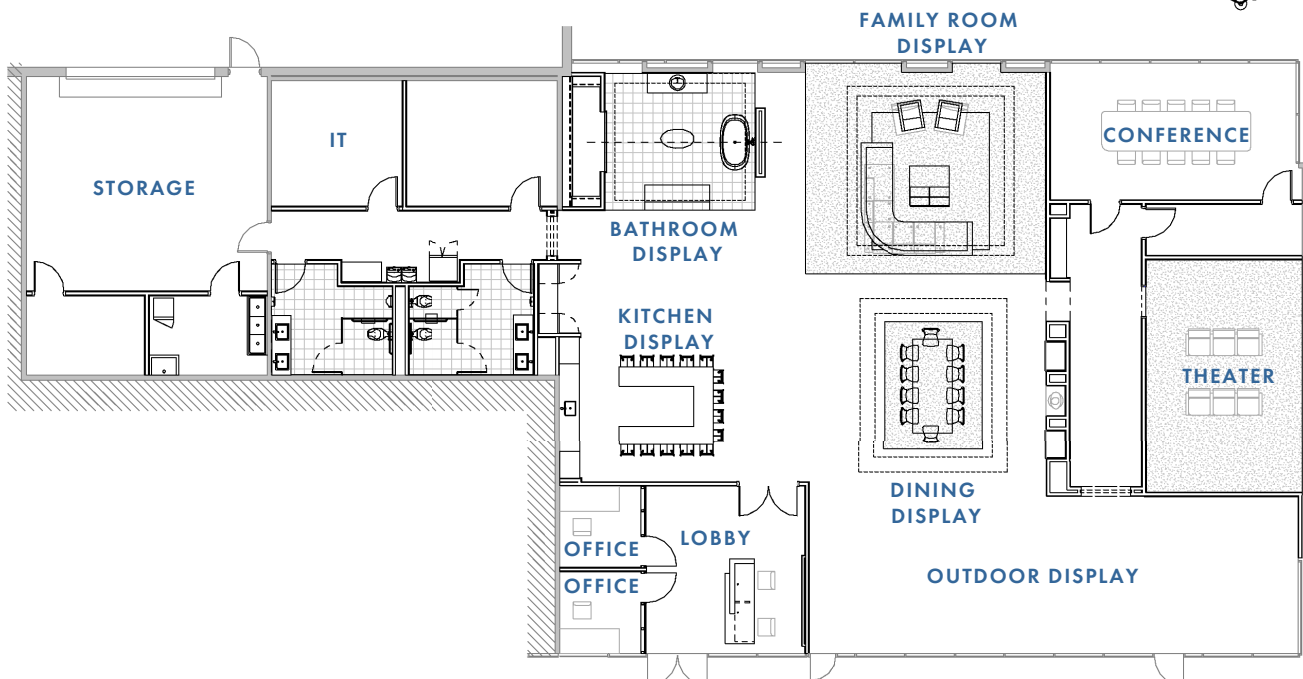 FAMILY ROOM
DISPLAY
IT
CONFERENCE
STORAGE
BATHROOM
DISPLAY
KITCHEN
DISPLAY
THEATER
DINING
DISPLAY
LOBBY
OFFICE
OFFICE
OUTDOOR DISPLAY